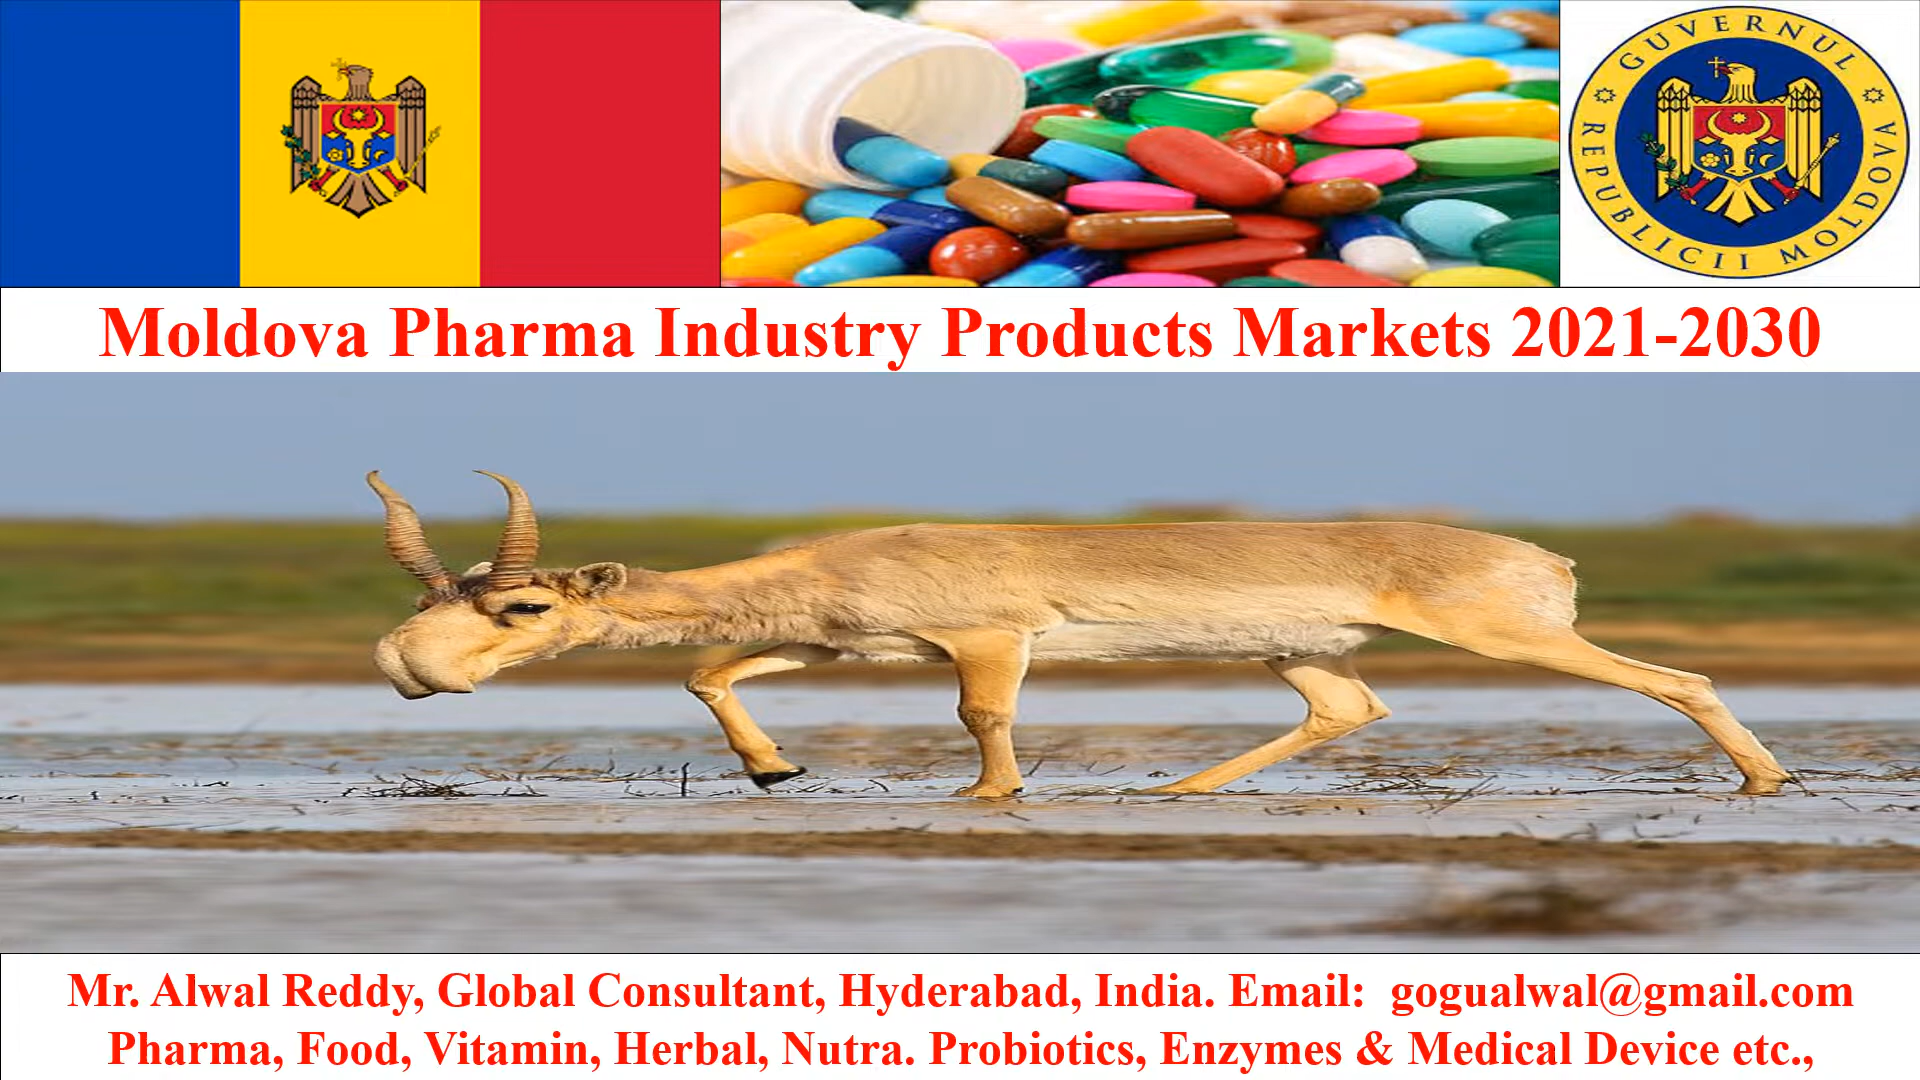 GUVERNUL
REPUBLICII MOLDOVA
Moldova Pharma Industry Products Markets 2021-2030
Mr. Alwal Reddy, Global Consultant, Hyderabad, India. Email:  gogualwal@gmail.com
Pharma, Food, Vitamin, Herbal, Nutra. Probiotics, Enzymes & Medical Device etc.,